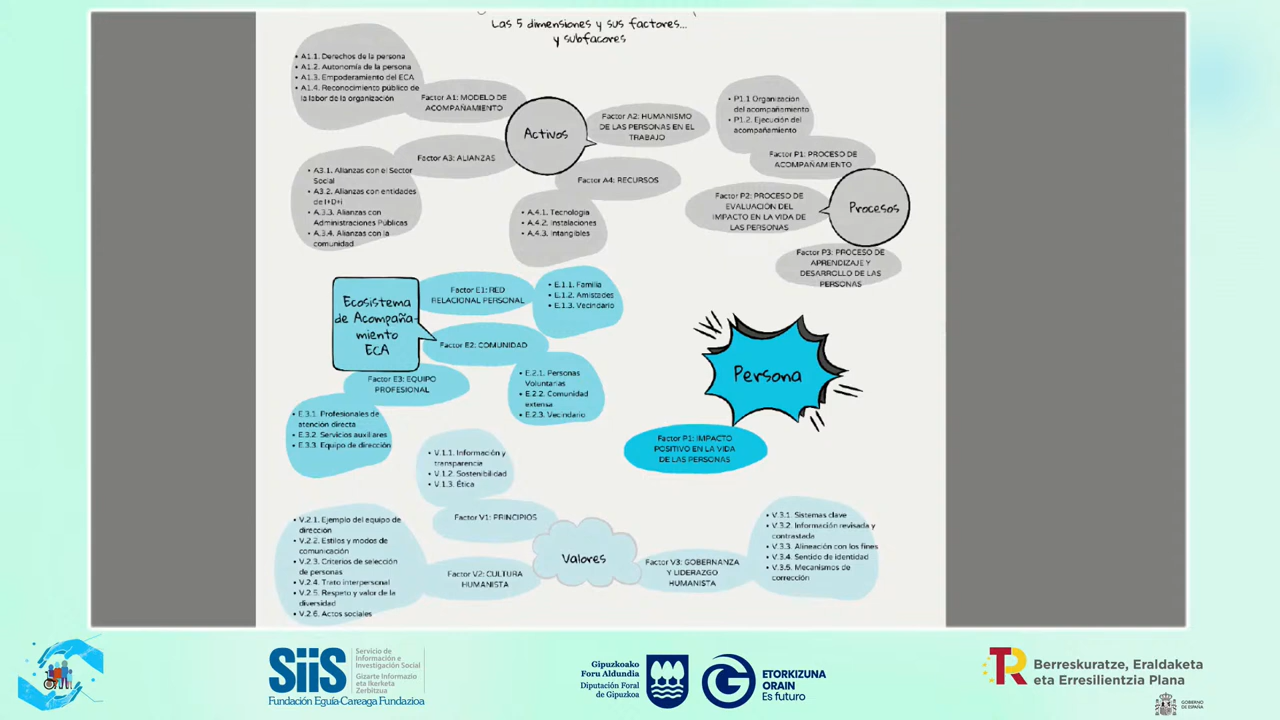 Las 5 dimensiones y sus factores...
y subfacores
• A1.1. Derechos de la persona
• A1.2. Autonomía de la persona
• A1.3. Empoderamiento del ECA
• A1.4. Reconocimiento público de
la labor de la organización
Factor A1: MODELO DE
ACOMPAÑAMIENTO
Activos
Factor A2: HUMANISMO
DE LAS PERSONAS EN EL
TRABAJO
Factor A3: ALIANZAS
• A3.1. Alianzas con el Sector
Social
• A3.2. Alianzas con entidades
de I+D+i
• A.3.3. Alianzas con
Administraciones Públicas
• A.3.4. Alianzas con la
comunidad
Factor A4: RECURSOS
• A.4.1. Tecnología
• A.4.2. Instalaciones
• A.4.3. Intangibles
• P1.1 Organización
del acompañamiento
• P1.2. Ejecución del
acompañamiento
Factor P1: PROCESO DE
ACOMPAÑAMIENTO
Procesos
Factor P2: PROCESO DE
EVALUACIÓN DEL
IMPACTO EN LA VIDA DE
LAS PERSONAS
Factor P3: PROCESO DE
APRENDIZAJE Y
DESARROLLO DE LAS
PERSONAS
Ecosistema
de Acompaña-
miento
ECA
Factor E1: RED
RELACIONAL PERSONAL
• E.1.1. Familia
• E.1.2. Amistades
• E.1.3. Vecindario
Factor E2: COMUNIDAD
• E.2.1. Personas
Voluntarias
• E.2.2. Comunidad
extensa
• E.2.3. Vecindario
Factor E3: EQUIPO
PROFESIONAL
• E.3.1. Profesionales de
atención directa
• E.3.2. Servicios auxiliares
• E.3.3. Equipo de dirección
Persona
Factor P1: IMPACTO
POSITIVO EN LA VIDA
DE LAS PERSONAS
• V.1.1. Información y
transparencia
• V.1.2. Sostenibilidad
• V.1.3. Ética
Factor V1: PRINCIPIOS
Valores
• V.2.1. Ejemplo del equipo de
dirección
• V.2.2. Estilos y modos de
comunicación
• V.2.3. Criterios de selección
de personas
• V.2.4. Trato interpersonal
• V.2.5. Respeto y valor de la
diversidad
• V.2.6. Actos sociales
Factor V2: CULTURA
HUMANISTA
Factor V3: GOBERNANZA
Y LIDERAZGO
HUMANISTA
• V.3.1. Sistemas clave
• V.3.2. Información revisada y
contrastada
• V.3.3. Alineación con los fines
• V.3.4. Sentido de identidad
• V.3.5. Mecanismos de
corrección
SiiS
Servicio de
Información e
Investigación Social
Gizarte Informazio
eta Ikerketa
Zerbitzua
Fundación Eguía-Careaga Fundazioa
Gipuzkoako
Foru Aldundia
Diputación Foral
de Gipuzkoa
ETORKIZUNA
ORAIN
Es futuro
Berreskuratze, Eraldaketa
eta Erresilientzia Plana
GOBIERNO
DE ESPAÑA